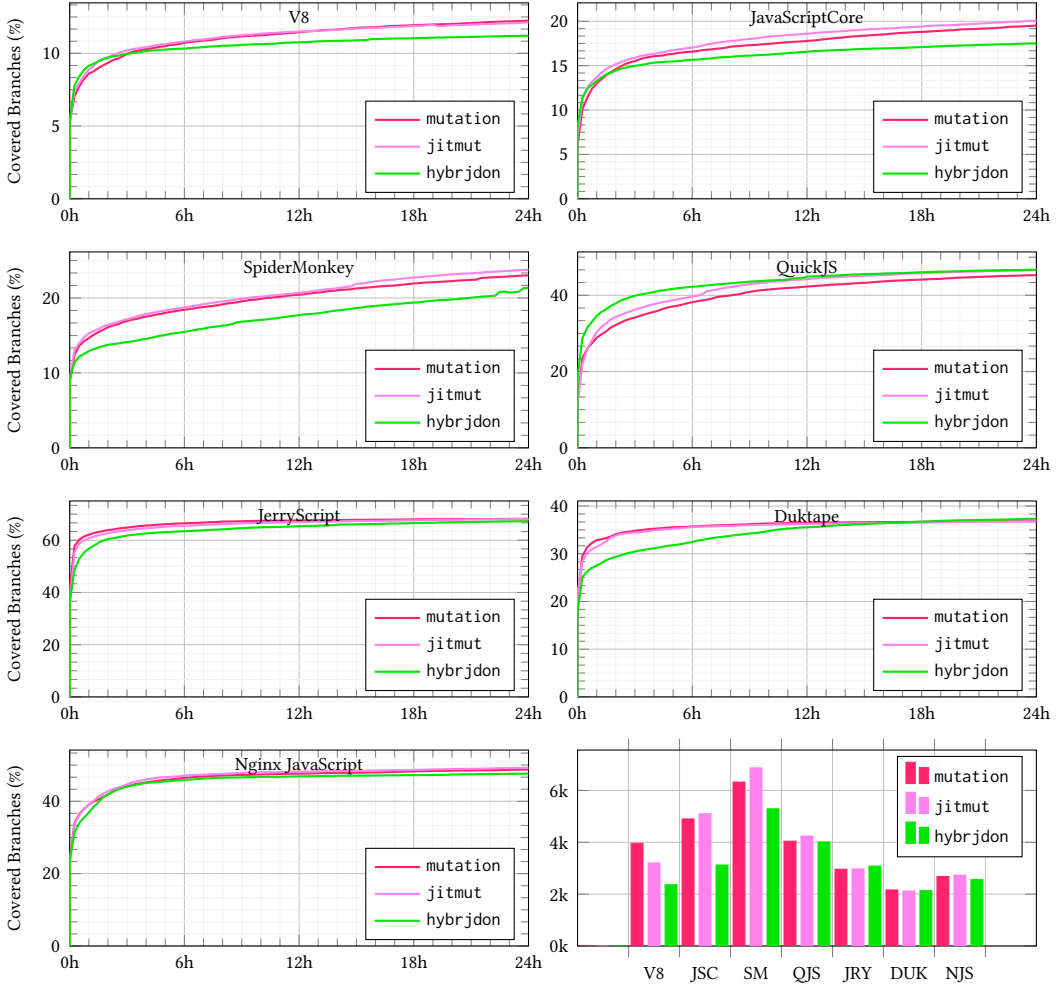 V8
Covered Branches (%)
10
5
0
mutation
jitmut
hybrjdon
0h 6h 12h 18h 24h
JavaScriptCore
20
15
10
5
0
mutation
jitmut
hybrjdon
0h 6h 12h 18h 24h
SpiderMonkey
Covered Branches (%)
20
10
0
mutation
jitmut
hybrjdon
0h 6h 12h 18h 24h
QuickJS
40
20
0
mutation
jitmut
hybrjdon
0h 6h 12h 18h 24h
JerryScript
Covered Branches (%)
60
40
20
0
mutation
jitmut
hybrjdon
0h 6h 12h 18h 24h
Duktape
40
30
20
10
0
mutation
jitmut
hybrjdon
0h 6h 12h 18h 24h
Nginx JavaScript
Covered Branches (%)
40
20
0
mutation
jitmut
hybrjdon
0h 6h 12h 18h 24h
6k
4k
2k
0k
mutation
jitmut
hybrjdon
V8 JSC SM QJS JRY DUK NJS